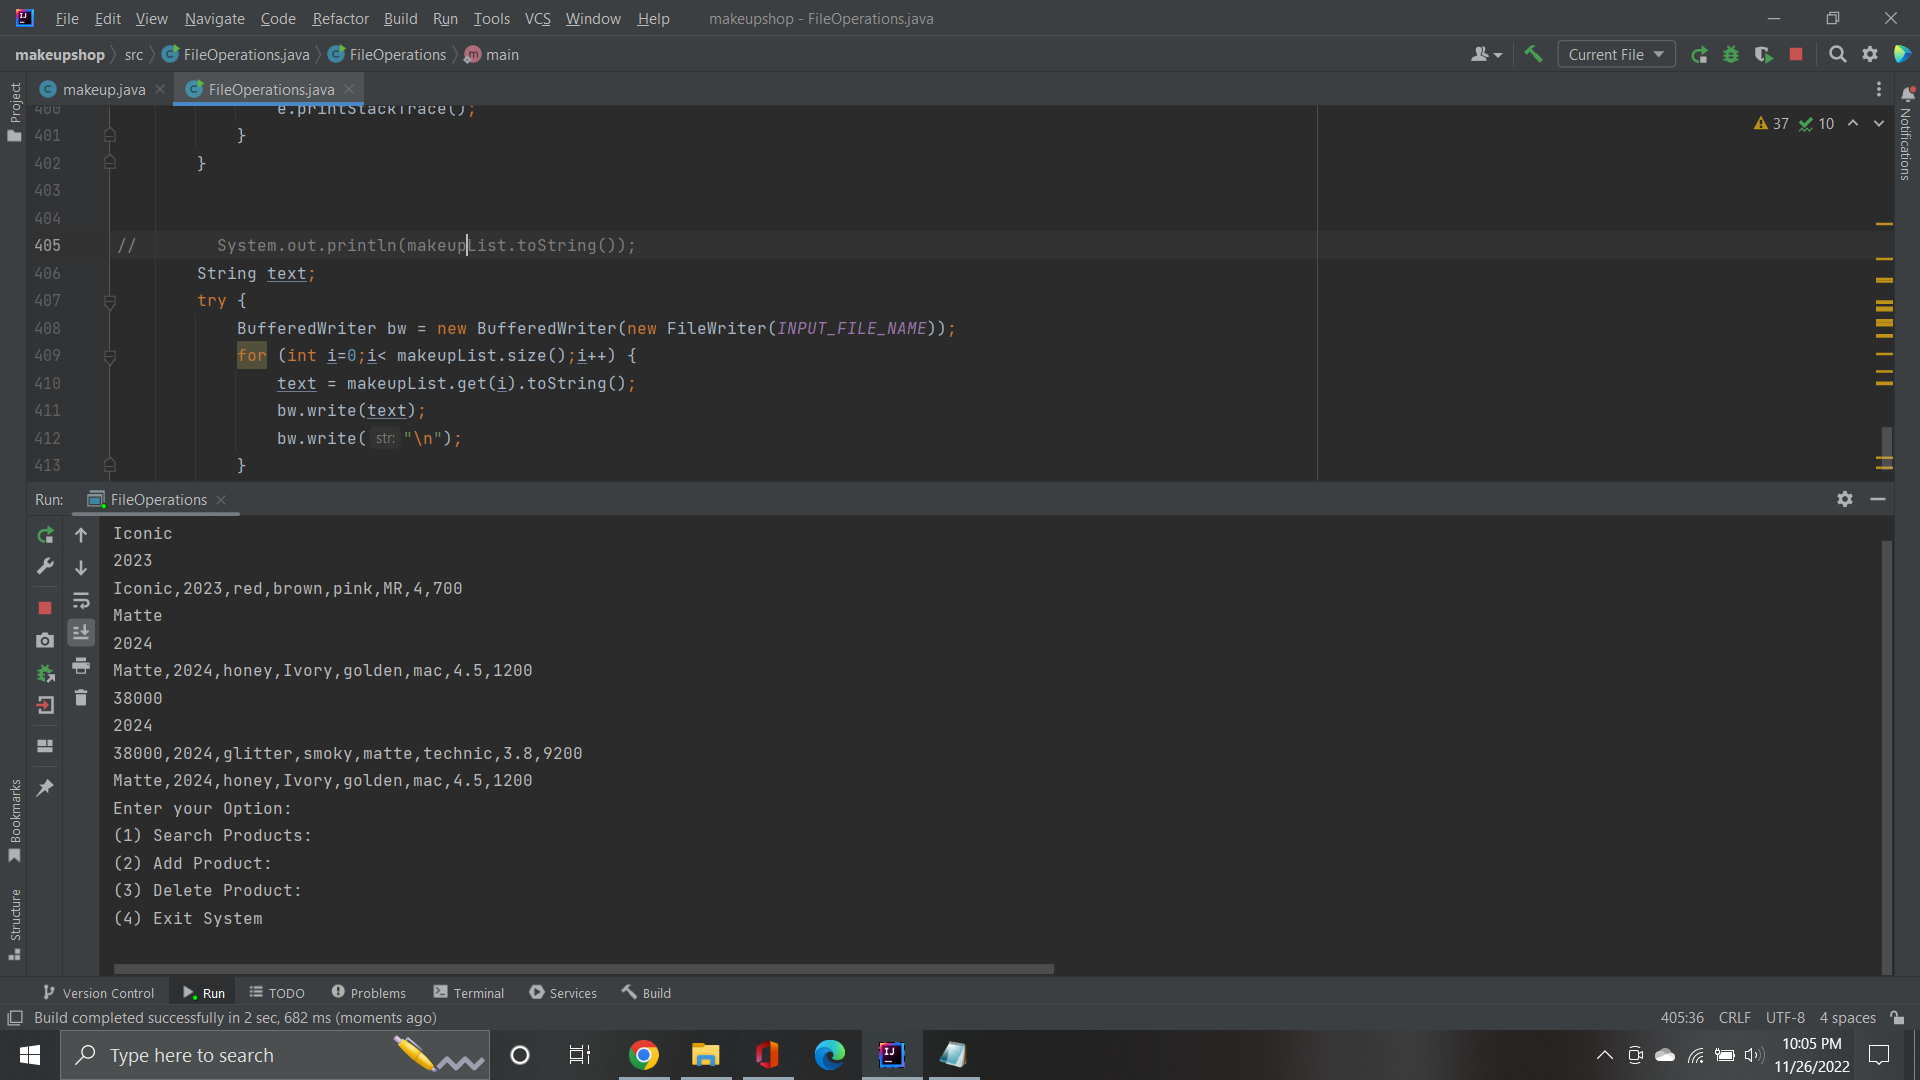 File Edit View Navigate Code Refactor Build Run Tools VCS Window Help makeupshop - FileOperations.java
makeupshop src FileOperations.java FileOperations main Current File
makeup.java FileOperations.java
Project
Notifications
37 10
400 e.printStackTrace();
401 }
402 }
403
404
405 // System.out.println(makeupList.toString());
406 String text;
407 try {
408 BufferedWriter bw = new BufferedWriter(new FileWriter(INPUT_FILE_NAME));
409 for (int i=0;i< makeupList.size();i++) {
410 text = makeupList.get(i).toString();
411 bw.write(text);
412 bw.write( str: "\n");
413 }
Run: FileOperations
Iconic
2023
Iconic,2023,red,brown,pink,MR,4,700
Matte
2024
Matte,2024,honey,Ivory,golden,mac,4.5,1200
38000
2024
38000,2024,glitter,smoky,matte,technic,3.8,9200
Matte,2024,honey,Ivory,golden,mac,4.5,1200
Enter your Option:
(1) Search Products:
(2) Add Product:
(3) Delete Product:
(4) Exit System
Bookmarks
Structure
Version Control Run TODO Problems Terminal Services Build
Build completed successfully in 2 sec, 682 ms (moments ago) 405:36 CRLF UTF-8 4 spaces
Type here to search
10:05 PM
11/26/2022